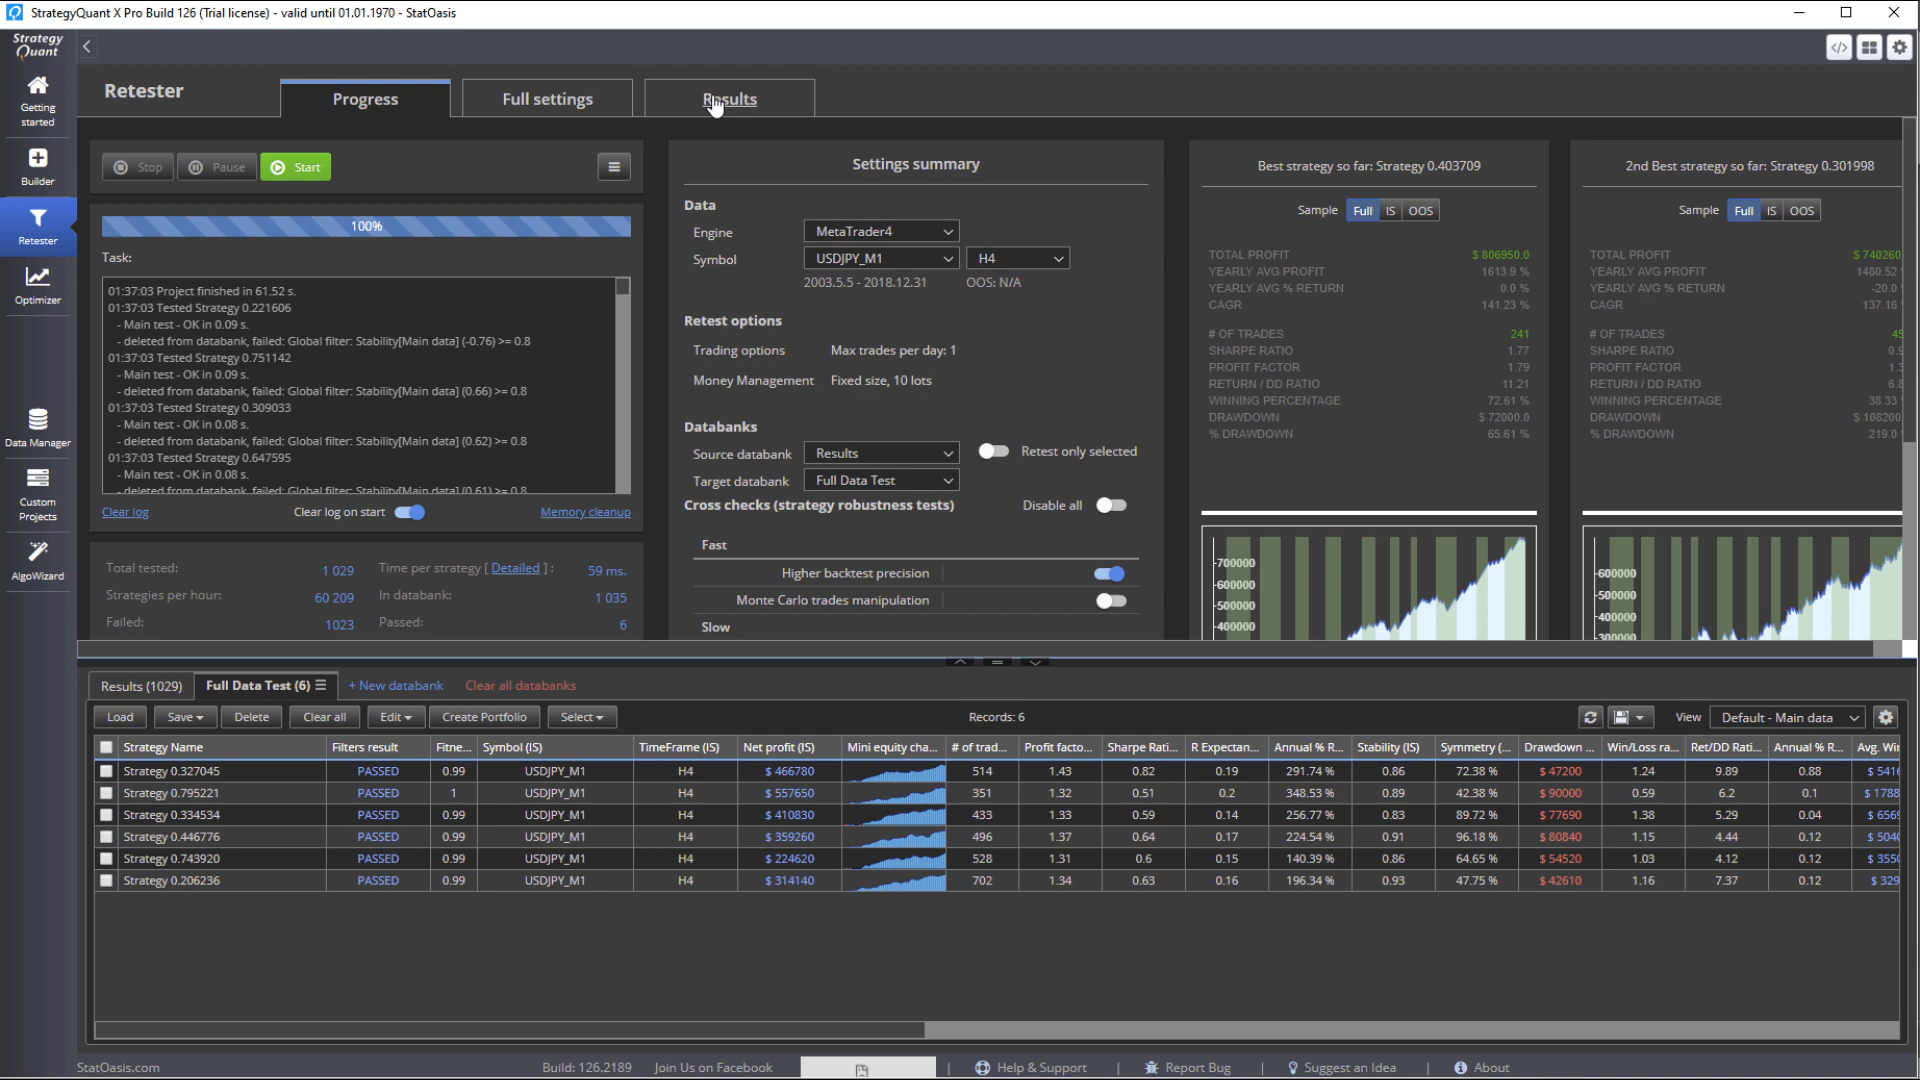 StrategyQuant X Pro Build 126 (Trial license) - valid until 01.01.1970 - StatOasis
Strategy
Quant
Getting
started
Builder
Retester
Optimizer
Data Manager
Custom
Projects
AlgoWizard
Retester
Progress
Full settings
Results
Stop
Pause
Start
100%
Task:
01:37:03 Project finished in 61.52 s.
01:37:03 Tested Strategy 0.221606
- Main test - OK in 0.09 s.
- deleted from databank, failed: Global filter: Stability[Main data] (-0.76) >= 0.8
01:37:03 Tested Strategy 0.751142
- Main test - OK in 0.09 s.
- deleted from databank, failed: Global filter: Stability[Main data] (0.66) >= 0.8
01:37:03 Tested Strategy 0.309033
- Main test - OK in 0.08 s.
- deleted from databank, failed: Global filter: Stability[Main data] (0.62) >= 0.8
01:37:03 Tested Strategy 0.647595
- Main test - OK in 0.08 s.
- deleted from databank, failed: Global filter: Stability[Main data] (0.61) >= 0.8
Clear log
Clear log on start
Memory cleanup
Total tested: 1 029 Time per strategy [ Detailed ] : 59 ms.
Strategies per hour: 60 209 In databank: 1 035
Failed: 1023 Passed: 6
Settings summary
Data
Engine MetaTrader4
Symbol USDJPY_M1 H4
2003.5.5 - 2018.12.31 OOS: N/A
Retest options
Trading options Max trades per day: 1
Money Management Fixed size, 10 lots
Databanks
Source databank Results Retest only selected
Target databank Full Data Test
Cross checks (strategy robustness tests) Disable all
Fast
Higher backtest precision
Monte Carlo trades manipulation
Slow
Best strategy so far: Strategy 0.403709
Sample Full IS OOS
TOTAL PROFIT $ 806950.0
YEARLY AVG PROFIT 1613.9 %
YEARLY AVG % RETURN 0.0 %
CAGR 141.23 %
# OF TRADES 241
SHARPE RATIO 1.77
PROFIT FACTOR 1.79
RETURN / DD RATIO 11.21
WINNING PERCENTAGE 72.61 %
DRAWDOWN $ 72000.0
% DRAWDOWN 65.61 %
700000
600000
500000
400000
2nd Best strategy so far: Strategy 0.301998
Sample Full IS OOS
TOTAL PROFIT $ 740260
YEARLY AVG PROFIT 1480.52
YEARLY AVG % RETURN -20.0
CAGR 137.16
# OF TRADES 45
SHARPE RATIO 0.9
PROFIT FACTOR 1.3
RETURN / DD RATIO 6.8
WINNING PERCENTAGE 38.33
DRAWDOWN $ 108200
% DRAWDOWN 219.0
600000
500000
400000
300000
Results (1029) Full Data Test (6) + New databank Clear all databanks
Load Save Delete Clear all Edit Create Portfolio Select Records: 6 View Default - Main data
Strategy Name Filters result Fitne... Symbol (IS) TimeFrame (IS) Net profit (IS) Mini equity cha... # of trad... Profit facto... Sharpe Rati... R Expectan... Annual % R... Stability (IS) Symmetry (... Drawdown ... Win/Loss ra... Ret/DD Rati... Annual % R... Avg. Wi
Strategy 0.327045 PASSED 0.99 USDJPY_M1 H4 $ 466780 514 1.43 0.82 0.19 291.74 % 0.86 72.38 % $ 47200 1.24 9.89 0.88 $ 5416
Strategy 0.795221 PASSED 1 USDJPY_M1 H4 $ 557650 351 1.32 0.51 0.2 348.53 % 0.89 42.38 % $ 90000 0.59 6.2 0.1 $ 1788
Strategy 0.334534 PASSED 0.99 USDJPY_M1 H4 $ 410830 433 1.33 0.59 0.14 256.77 % 0.83 89.72 % $ 77690 1.38 5.29 0.04 $ 656
Strategy 0.446776 PASSED 0.99 USDJPY_M1 H4 $ 359260 496 1.37 0.64 0.17 224.54 % 0.91 96.18 % $ 80840 1.15 4.44 0.12 $ 504
Strategy 0.743920 PASSED 0.99 USDJPY_M1 H4 $ 224620 528 1.31 0.6 0.15 140.39 % 0.86 64.65 % $ 54520 1.03 4.12 0.12 $ 355
Strategy 0.206236 PASSED 0.99 USDJPY_M1 H4 $ 314140 702 1.34 0.63 0.16 196.34 % 0.93 47.75 % $ 42610 1.16 7.37 0.12 $ 329
StatOasis.com Build: 126.2189 Join Us on Facebook Help & Support Report Bug Suggest an Idea About